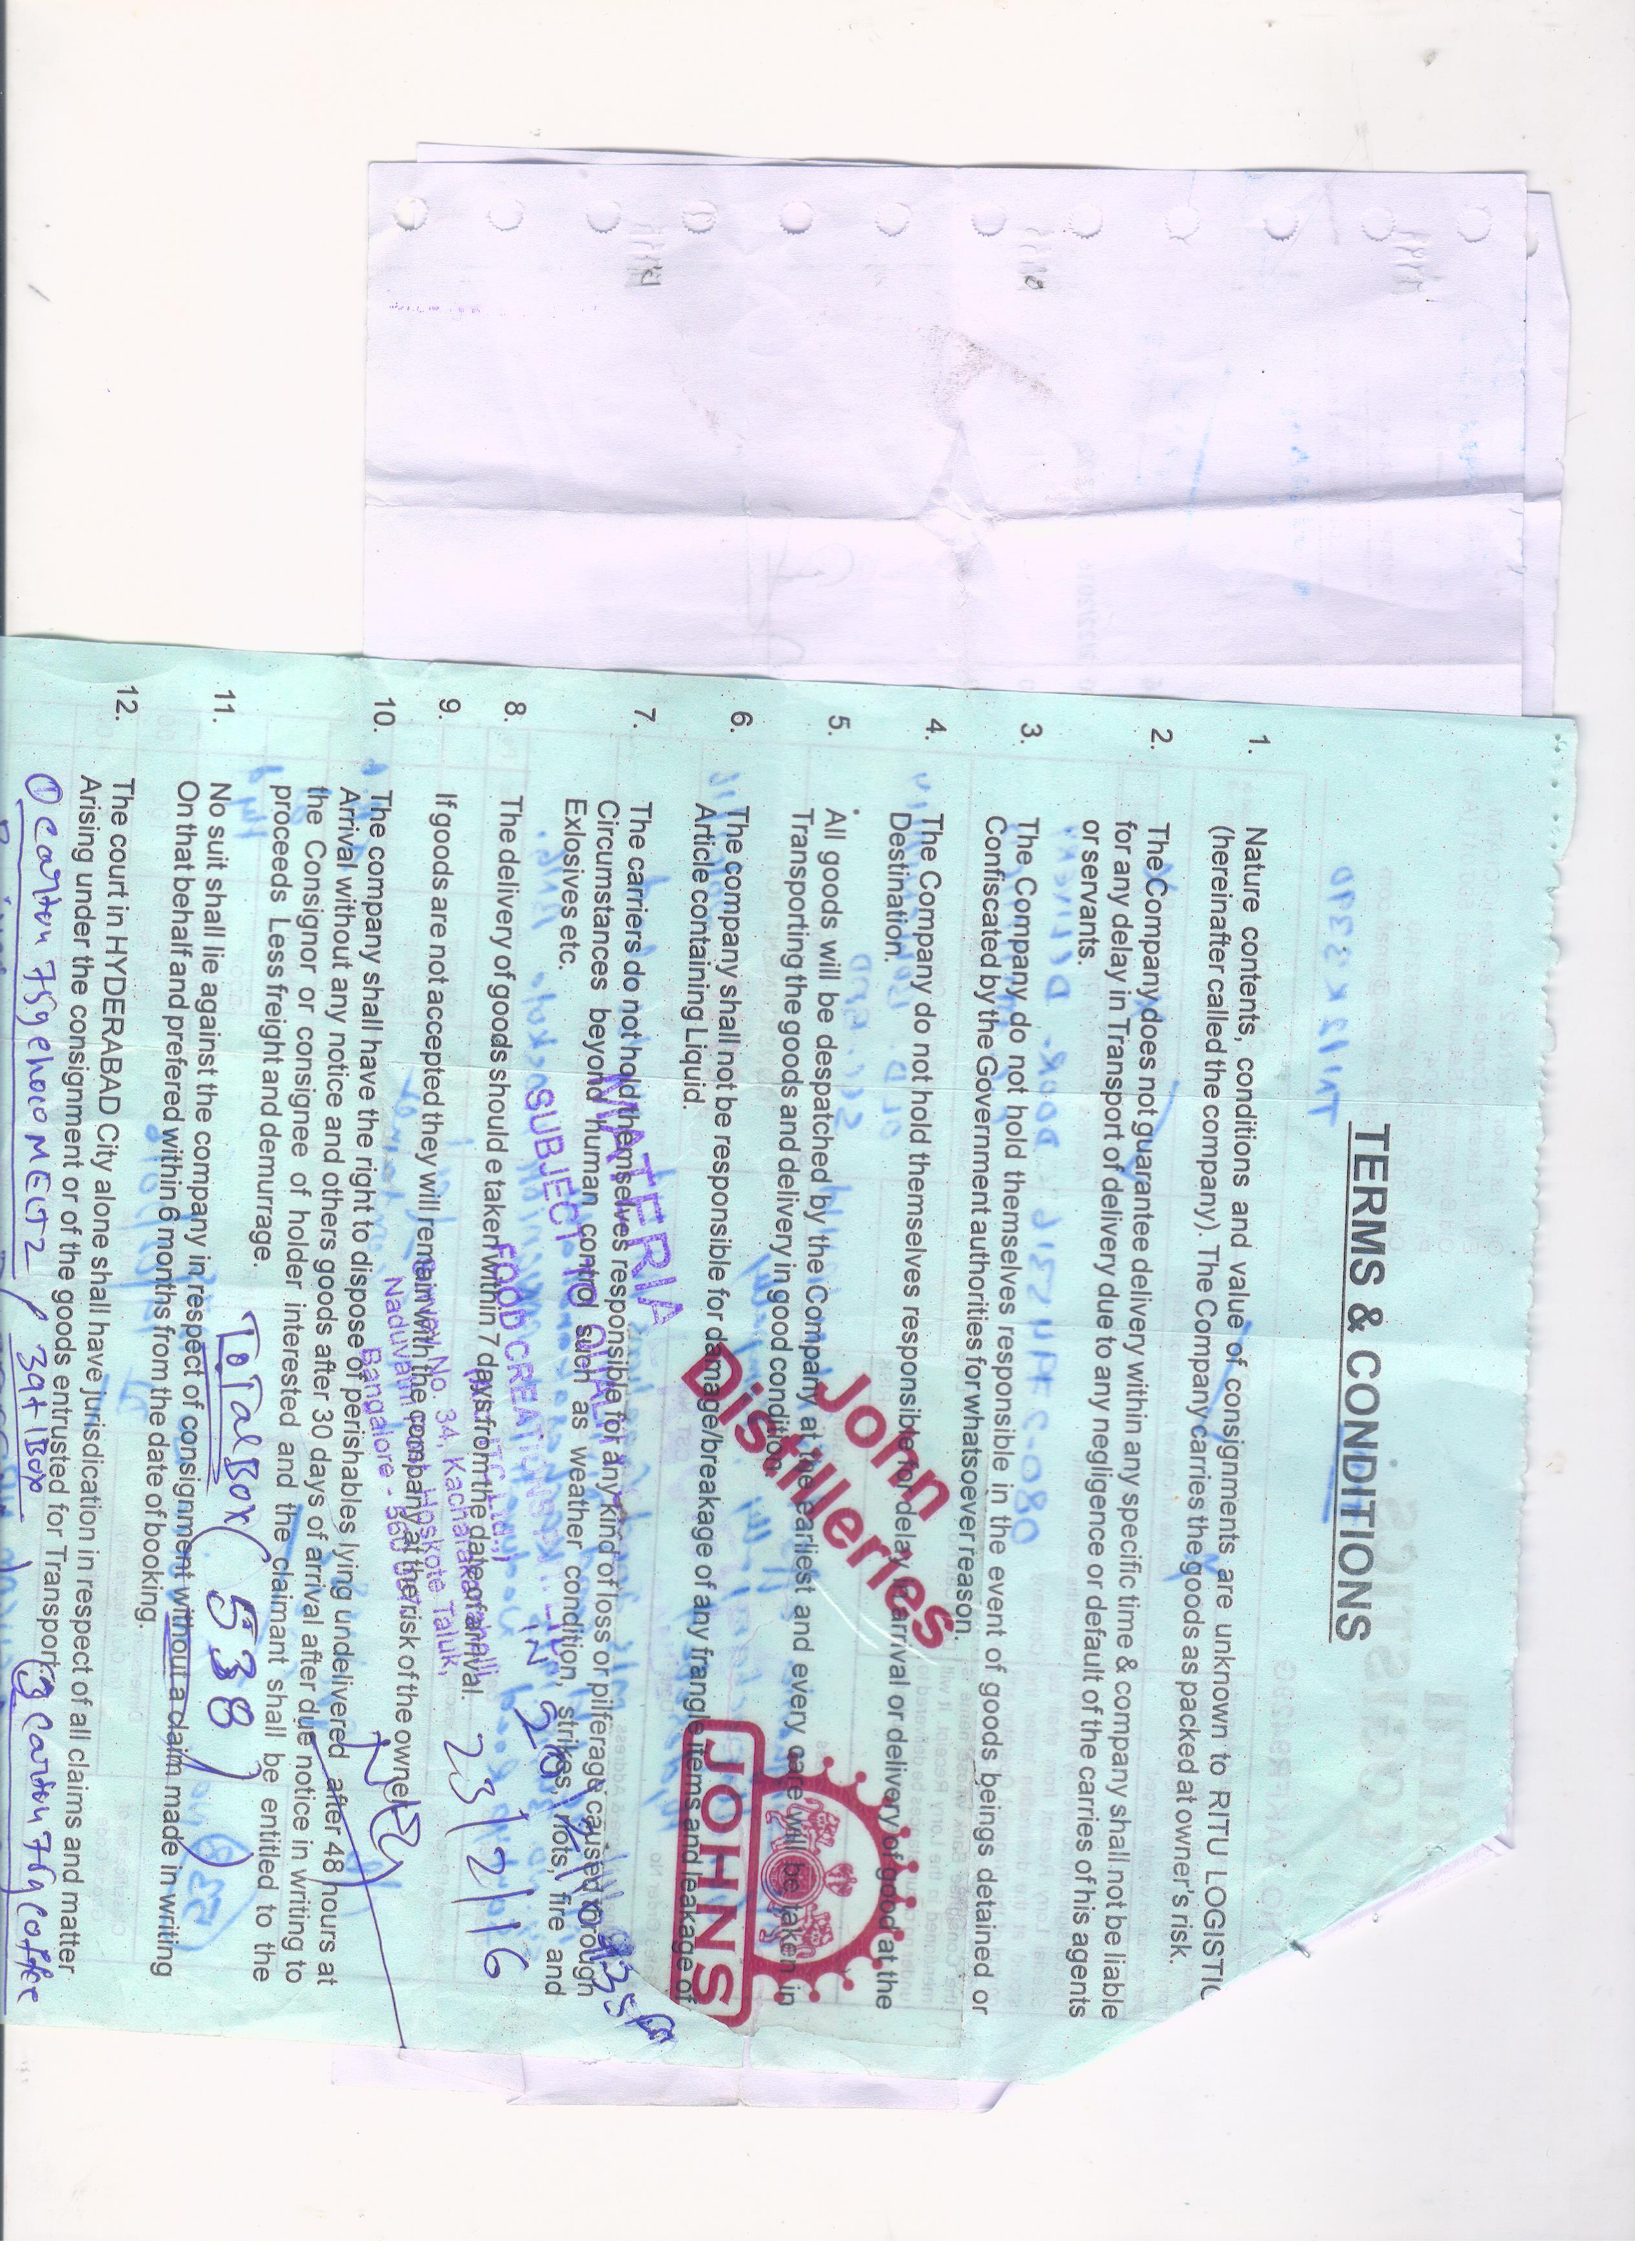 TERMS & CONDITIONS
1. Nature contents, conditions and value of consignments are unknown to RITU LOGISTIC
(hereinafter called the company). The Company carries the goods as packed at owner's risk.
2. The Company does not guarantee delivery within any specific time & company shall not be liable
for any delay in Transport of delivery due to any negligence or default of the carries of his agents
or servants.
3. The Company do not hold themselves responsible in the event of goods beings detained or
Confiscated by the Government authorities for whatsoever reason.
4. The Company do not hold themselves responsible for delay in arrival or delivery of good at the
Destination.
5. All goods will be despatched by the Company at the earliest and every care will be taken in
Transporting the goods and delivery in good condition.
6. The company shall not be responsible for damage/breakage of any frangle items and leakage of
Article containing Liquid.
7. The carriers do not hold themselves responsible for any kind of loss or pilferage caused through
Circumstances beyond human control such as weather condition, strikes, riots, fire and
Exlosives etc.
8. The delivery of goods should e taken within 7 days from the date of arrival.
9. If goods are not accepted they will remain with the company at the risk of the owner.
10. The company shall have the right to dispose of perishables lying undelivered after 48 hours at
Arrival without any notice and others goods after 30 days of arrival after due notice in writing to
the Consignor or consignee of holder interested and the claimant shall be entitled to the
proceeds Less freight and demurrage.
11. No suit shall lie against the company in respect of consignment without a claim made in writing
On that behalf and prefered within 6 months from the date of booking.
12. The court in HYDERABAD City alone shall have jurisdication in respect of all claims and matter
Arising under the consignment or of the goods entrusted for Transport.
John
Distilleries
JOHNS
MATERIA
SUBJECT TO
FOOD CREATIONS
No. 34,
Hoskote Taluk,
Bangalore - 560
23/2/16
Total Box (538)
① Carton 75g choco MELTZ